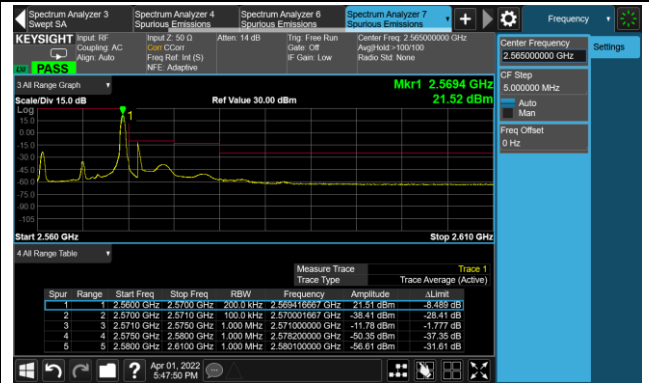 Spectrum Analyzer 3
Swept SA
Spectrum Analyzer 4
Spurious Emissions
Spectrum Analyzer 6
Spurious Emissions
Spectrum Analyzer 7
Spurious Emissions
Frequency
KEYSIGHT
Input: RF
Coupling: AC
Align: Auto
Input Z: 50 Ω
Corr CCorr
Freq Ref: Int (S)
NFE: Adaptive
Atten: 14 dB
Trig: Free Run
Gate: Off
IF Gain: Low
Center Freq: 2.565000000 GHz
Avg|Hold:>100/100
Radio Std: None
PASS
Center Frequency
2.565000000 GHz
Settings
CF Step
5.000000 MHz
Auto
Man
Freq Offset
0 Hz
3 All Range Graph
Mkr1 2.5694 GHz
Scale/Div 15.0 dB
Ref Value 30.00 dBm
21.52 dBm
Log
1
15.0
0.00
-15.0
-30.0
-45.0
-60.0
-75.0
-90.0
-105
Start 2.560 GHz
Stop 2.610 GHz
4 All Range Table
Measure Trace Trace 1
Trace Type Trace Average (Active)
Spur Range Start Freq Stop Freq RBW Frequency Amplitude ΔLimit
1 1 2.5600 GHz 2.5700 GHz 200.0 kHz 2.569416667 GHz 21.51 dBm -8.489 dB
2 2 2.5700 GHz 2.5710 GHz 100.0 kHz 2.570001667 GHz -38.41 dBm -28.41 dB
3 3 2.5710 GHz 2.5750 GHz 1.000 MHz 2.571000000 GHz -11.78 dBm -1.777 dB
4 4 2.5750 GHz 2.5800 GHz 1.000 MHz 2.578200000 GHz -50.35 dBm -37.35 dB
5 5 2.5800 GHz 2.6100 GHz 1.000 MHz 2.580100000 GHz -56.61 dBm -31.61 dB
Apr 01, 2022
5:47:50 PM